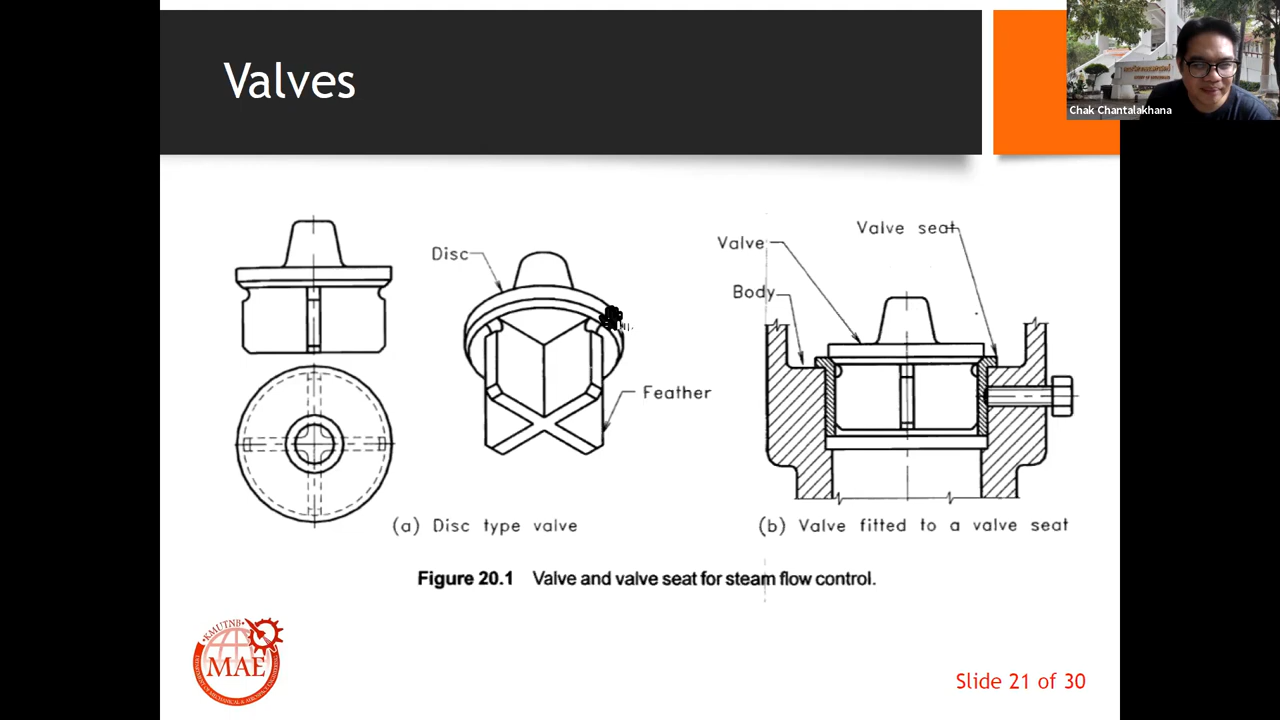 Valves
Chak Chantalakhana
Disc
Feather
Valve
Valve seat
Body
(a) Disc type valve
(b) Valve fitted to a valve seat
Figure 20.1 Valve and valve seat for steam flow control.
KMUTNB
MAE
Slide 21 of 30